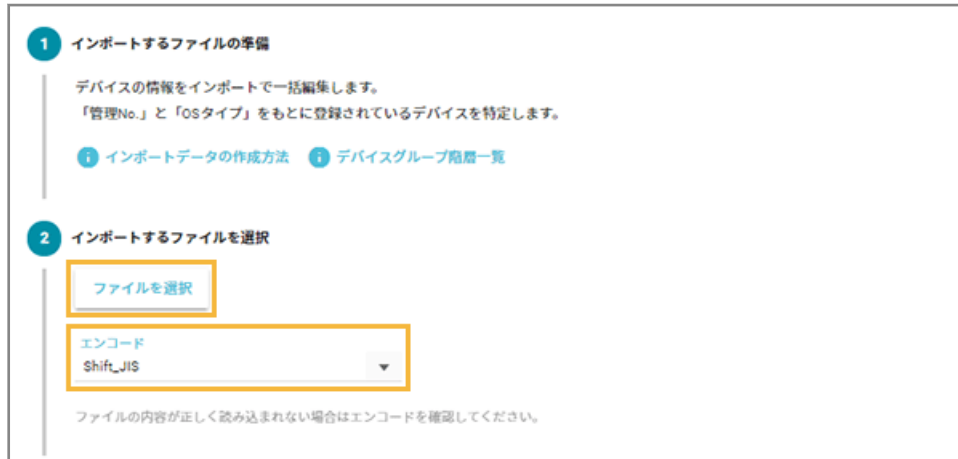 1 インポートするファイルの準備
デバイスの情報をインポートで一括編集します。
「管理No.」と「OSタイプ」をもとに登録されているデバイスを特定します。
インポートデータの作成方法 デバイスグループ階層一覧
2 インポートするファイルを選択
ファイルを選択
エンコード
Shift_JIS
ファイルの内容が正しく読み込まれない場合はエンコードを確認してください。